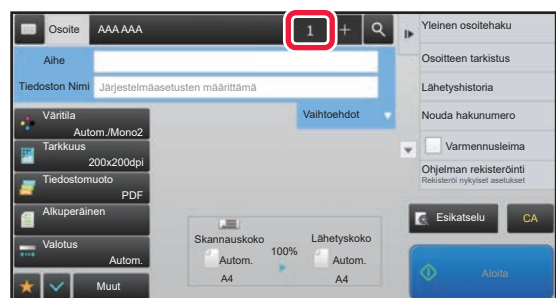 Osoite AAA AAA 1 +
Aihe
Tiedoston Nimi Järjestelmäasetusten määrittämä
Väritila
Autom./Mono2
Tarkkuus
200x200dpi
Tiedostomuoto
PDF
Alkuperäinen
Valotus
Autom.
Muut
Vaihtoehdot
Skannauskoko
Autom.
A4
100%
Lähetyskoko
Autom.
A4
Yleinen osoitehaku
Osoitteen tarkistus
Lähetyshistoria
Nouda hakunumero
Varmennusleima
Ohjelman rekisteröinti
Rekisteröi nykyiset asetukset
Esikatselu
CA
Aloita